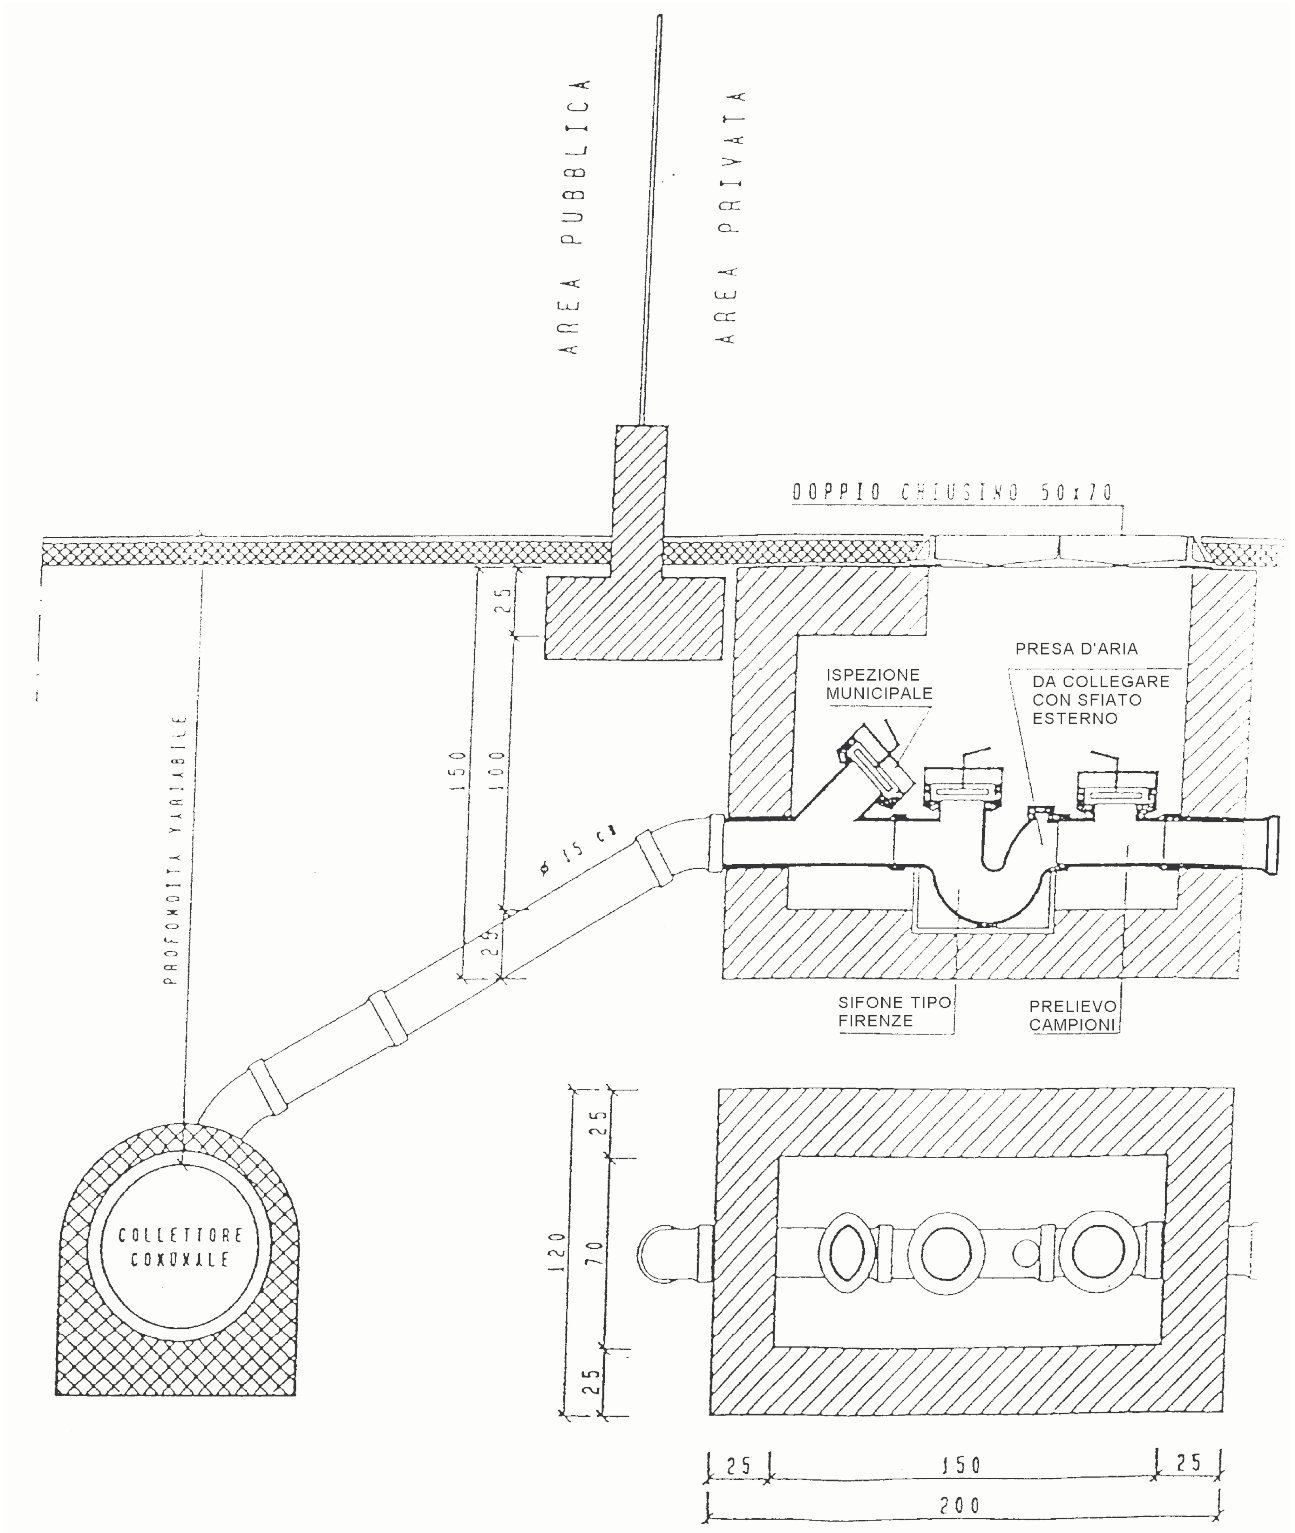 AREA PUBBLICA
AREA PRIVATA
DOPPIO CHIUSINO 50x70
25
150
100
25
PROFONDITA VARIABILE
ø 15 CM
ISPEZIONE
MUNICIPALE
PRESA D'ARIA
DA COLLEGARE
CON SFIATO
ESTERNO
SIFONE TIPO
FIRENZE
PRELIEVO
CAMPIONI
COLLETTORE
COMUNALE
25
120
70
25
25
150
25
200